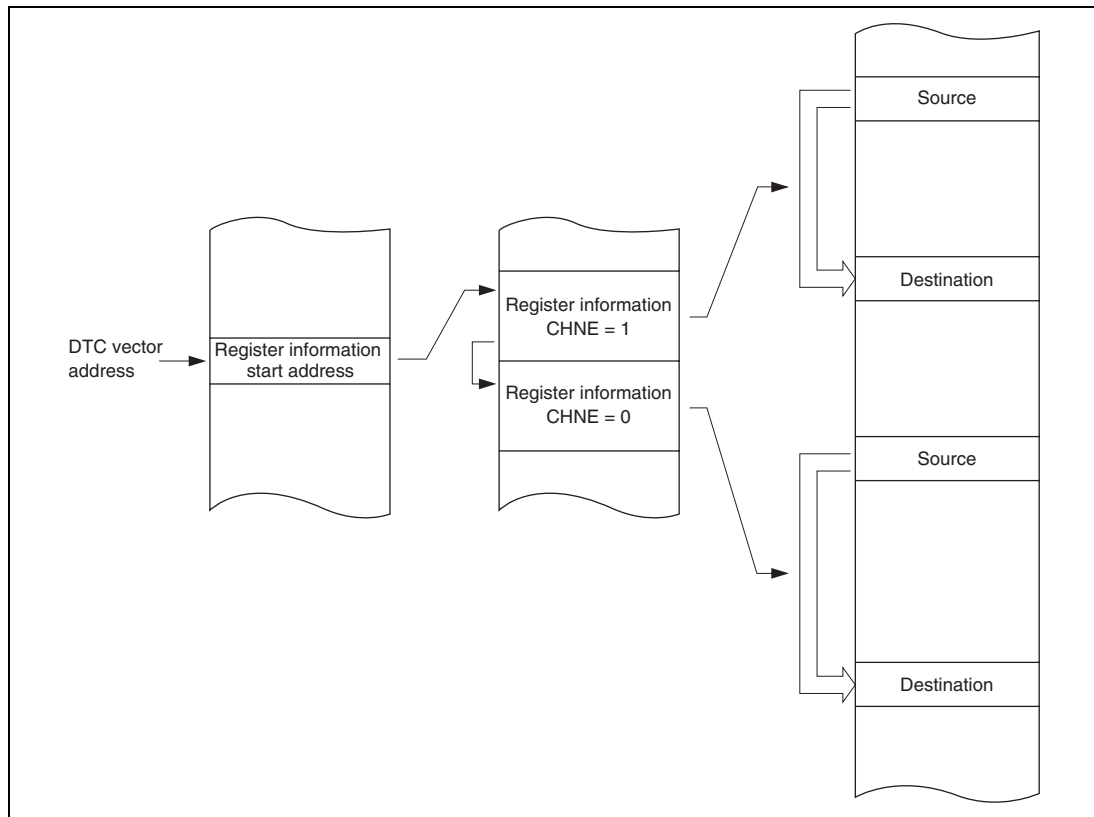 DTC vector
address
Register information
start address
Register information
CHNE = 1
Register information
CHNE = 0
Source
Destination
Source
Destination